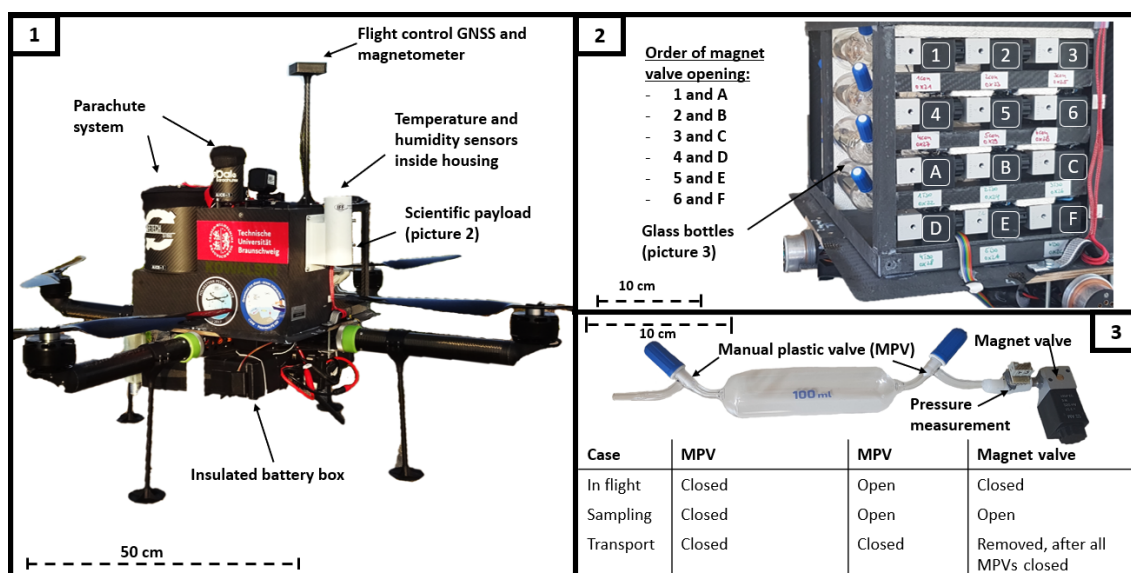 1
Flight control GNSS and
magnetometer
Parachute
system
Temperature and
humidity sensors
inside housing
Scientific payload
(picture 2)
Technische
Universität
Braunschweig
KOWALSKI
Insulated battery box
50 cm
2
Order of magnet
valve opening:
- 1 and A
- 2 and B
- 3 and C
- 4 and D
- 5 and E
- 6 and F
Glass bottles
(picture 3)
10 cm
1 2 3
4 5 6
A B C
D E F
3
10 cm
Manual plastic valve (MPV)
Magnet valve
100 ml
Pressure
measurement
Case MPV MPV Magnet valve
In flight Closed Open Closed
Sampling Closed Open Open
Transport Closed Closed Removed, after all
MPVs closed